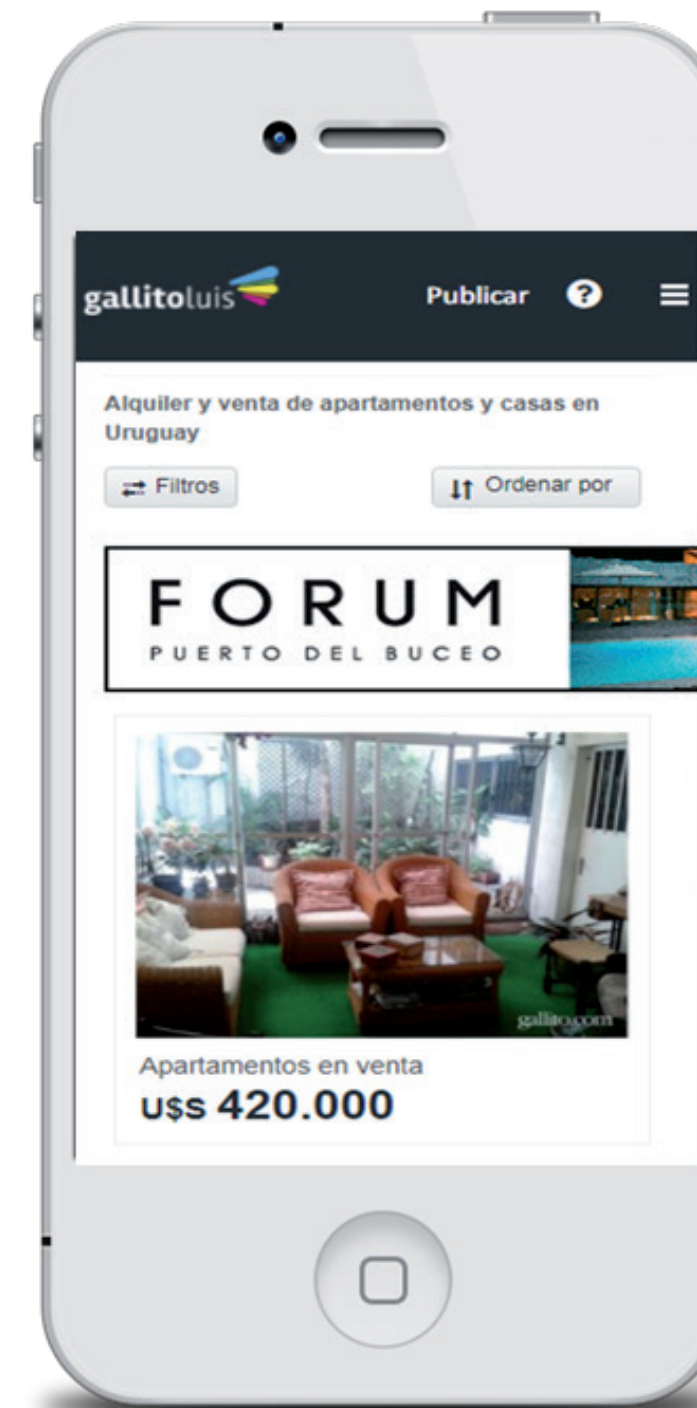 gallitoluis
Publicar ?
Alquiler y venta de apartamentos y casas en
Uruguay
Filtros
Ordenar por
FORUM
PUERTO DEL BUCEO
gallito.com
Apartamentos en venta
U$S 420.000